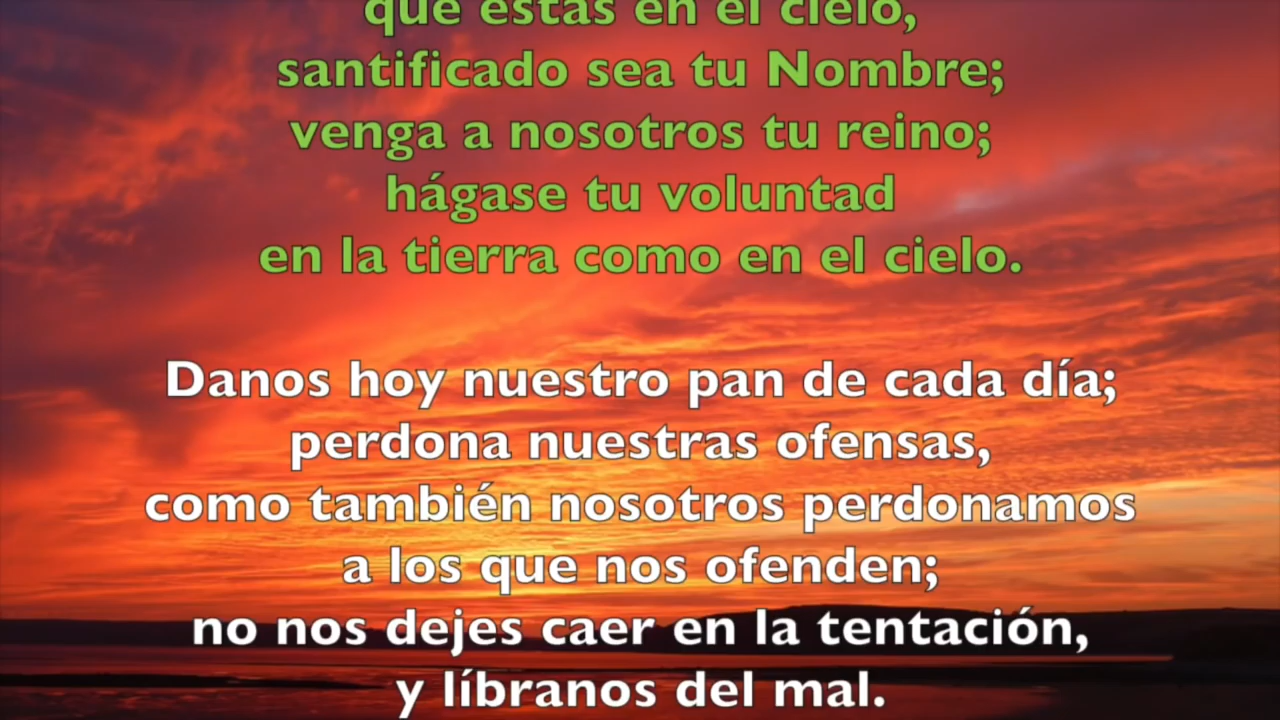 que estás en el cielo,
santificado sea tu Nombre;
venga a nosotros tu reino;
hágase tu voluntad
en la tierra como en el cielo.
Danos hoy nuestro pan de cada día;
perdona nuestras ofensas,
como también nosotros perdonamos
a los que nos ofenden;
no nos dejes caer en la tentación,
y líbranos del mal.